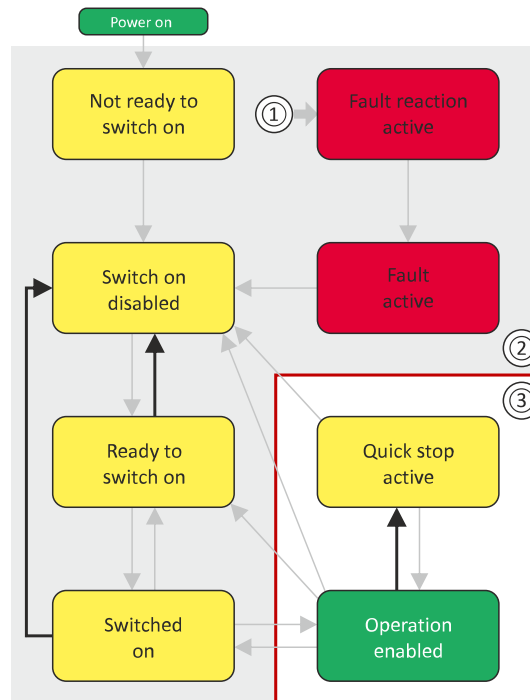 Power on
Not ready to
switch on
1
Fault reaction
active
Switch on
disabled
Fault
active
2
3
Ready to
switch on
Quick stop
active
Switched
on
Operation
enabled